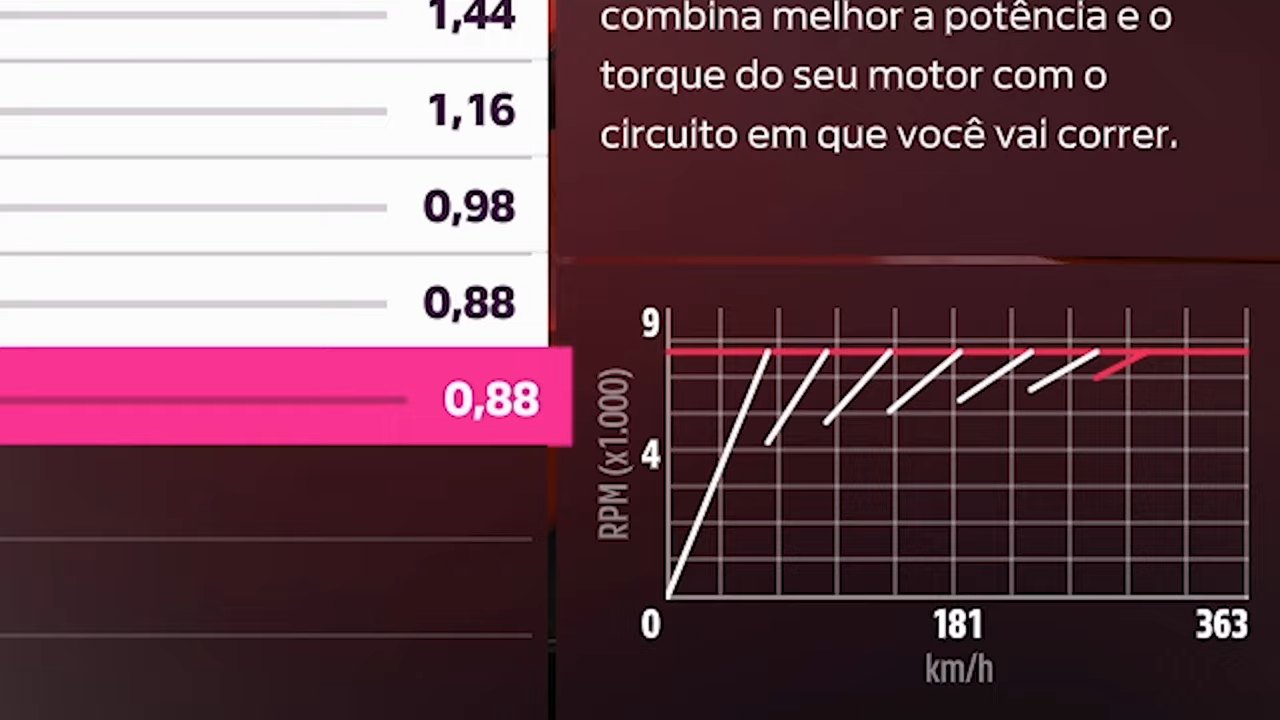 1,44
1,16
0,98
0,88
0,88
combina melhor a potência e o
torque do seu motor com o
circuito em que você vai correr.
9
RPM (x1.000)
4
0
181
363
km/h